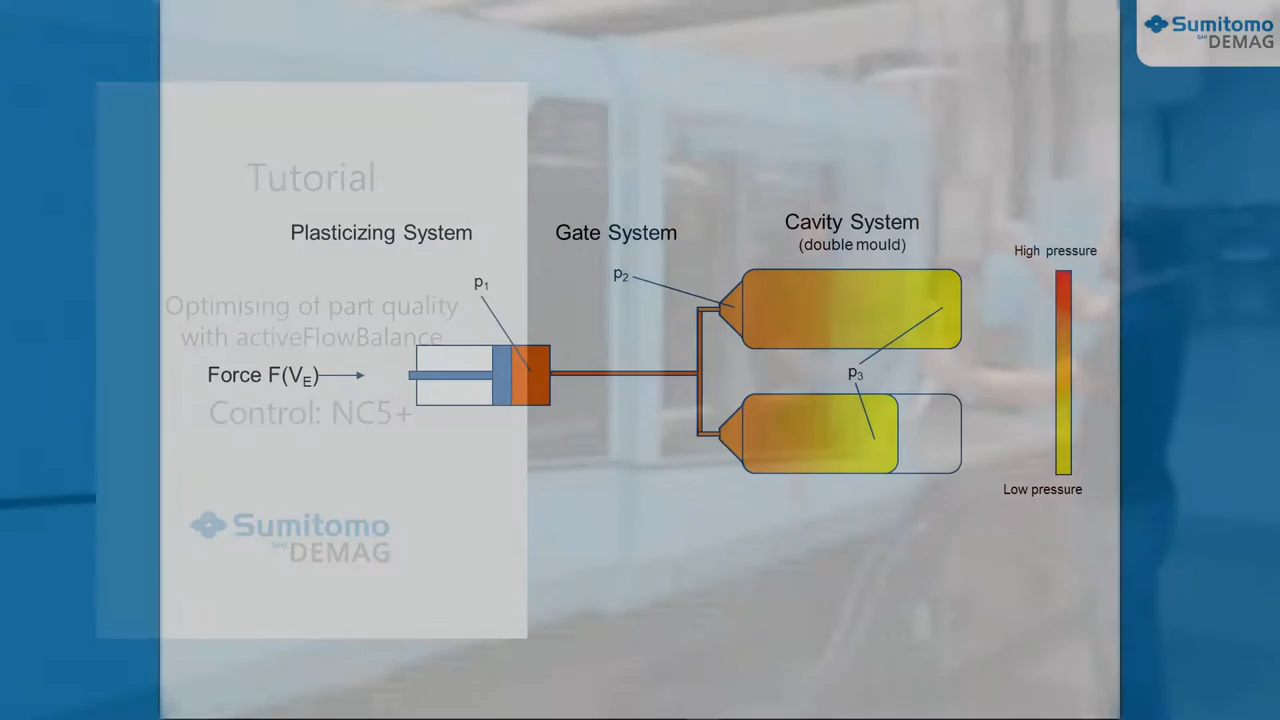 Sumitomo
SHI DEMAG
Tutorial
Plasticizing System
Gate System
Cavity System
(double mould)
High pressure
p1
p2
Optimising of part quality
with activeFlowBalance
Force F(VE)
p3
Control: NC5+
Low pressure
Sumitomo
SHI DEMAG